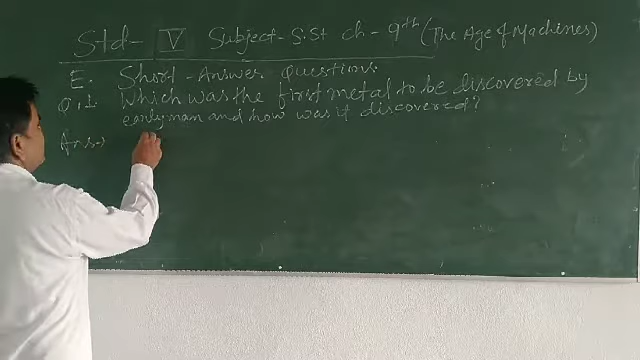 Std- V Subject- S.St ch- 9th (The Age of Machines)
E. Short-Answer Questions.
Q.1. Which was the first metal to be discovered by
early man and how was it discovered?
Ans.)